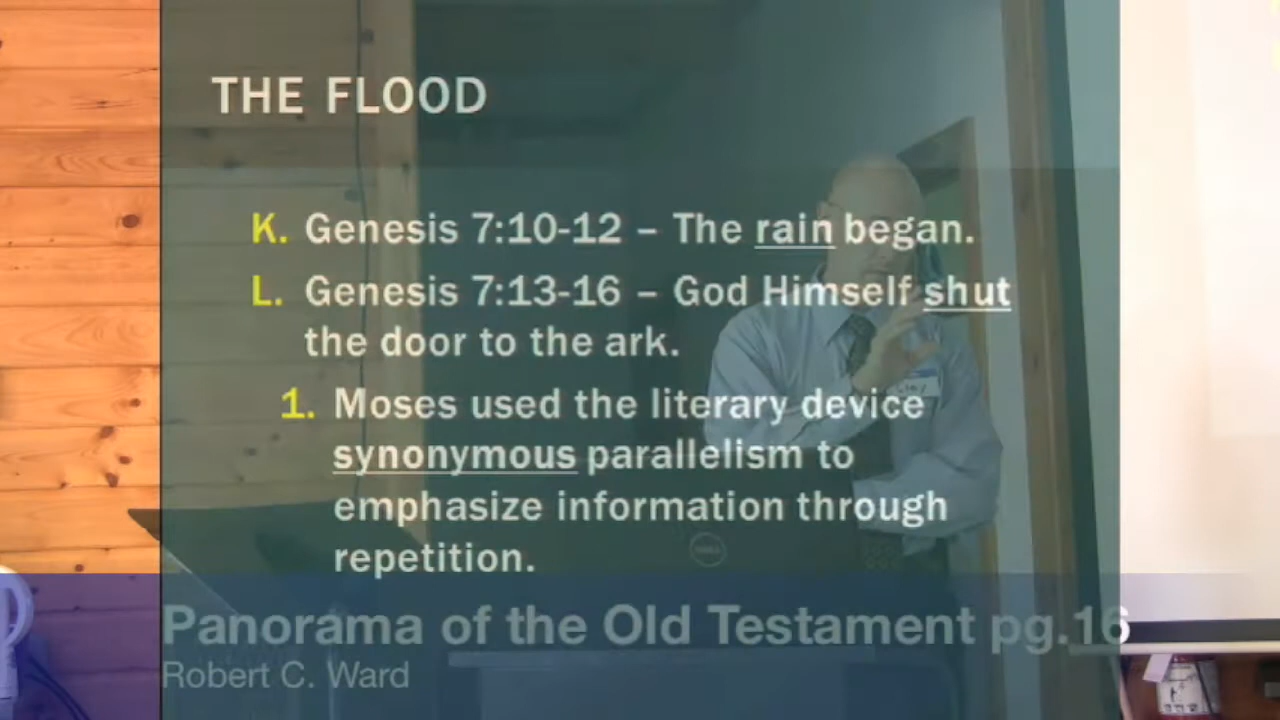 THE FLOOD
K. Genesis 7:10-12 – The rain began.
L. Genesis 7:13-16 – God Himself shut
the door to the ark.
1. Moses used the literary device
synonymous parallelism to
emphasize information through
repetition.
DELL
Panorama of the Old Testament pg.16
Robert C. Ward